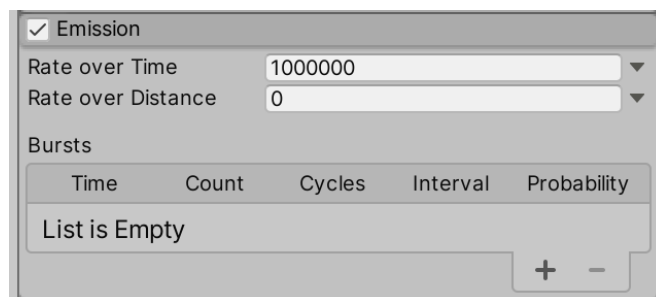 Emission
Rate over Time 1000000
Rate over Distance 0
Bursts
Time Count Cycles Interval Probability
List is Empty